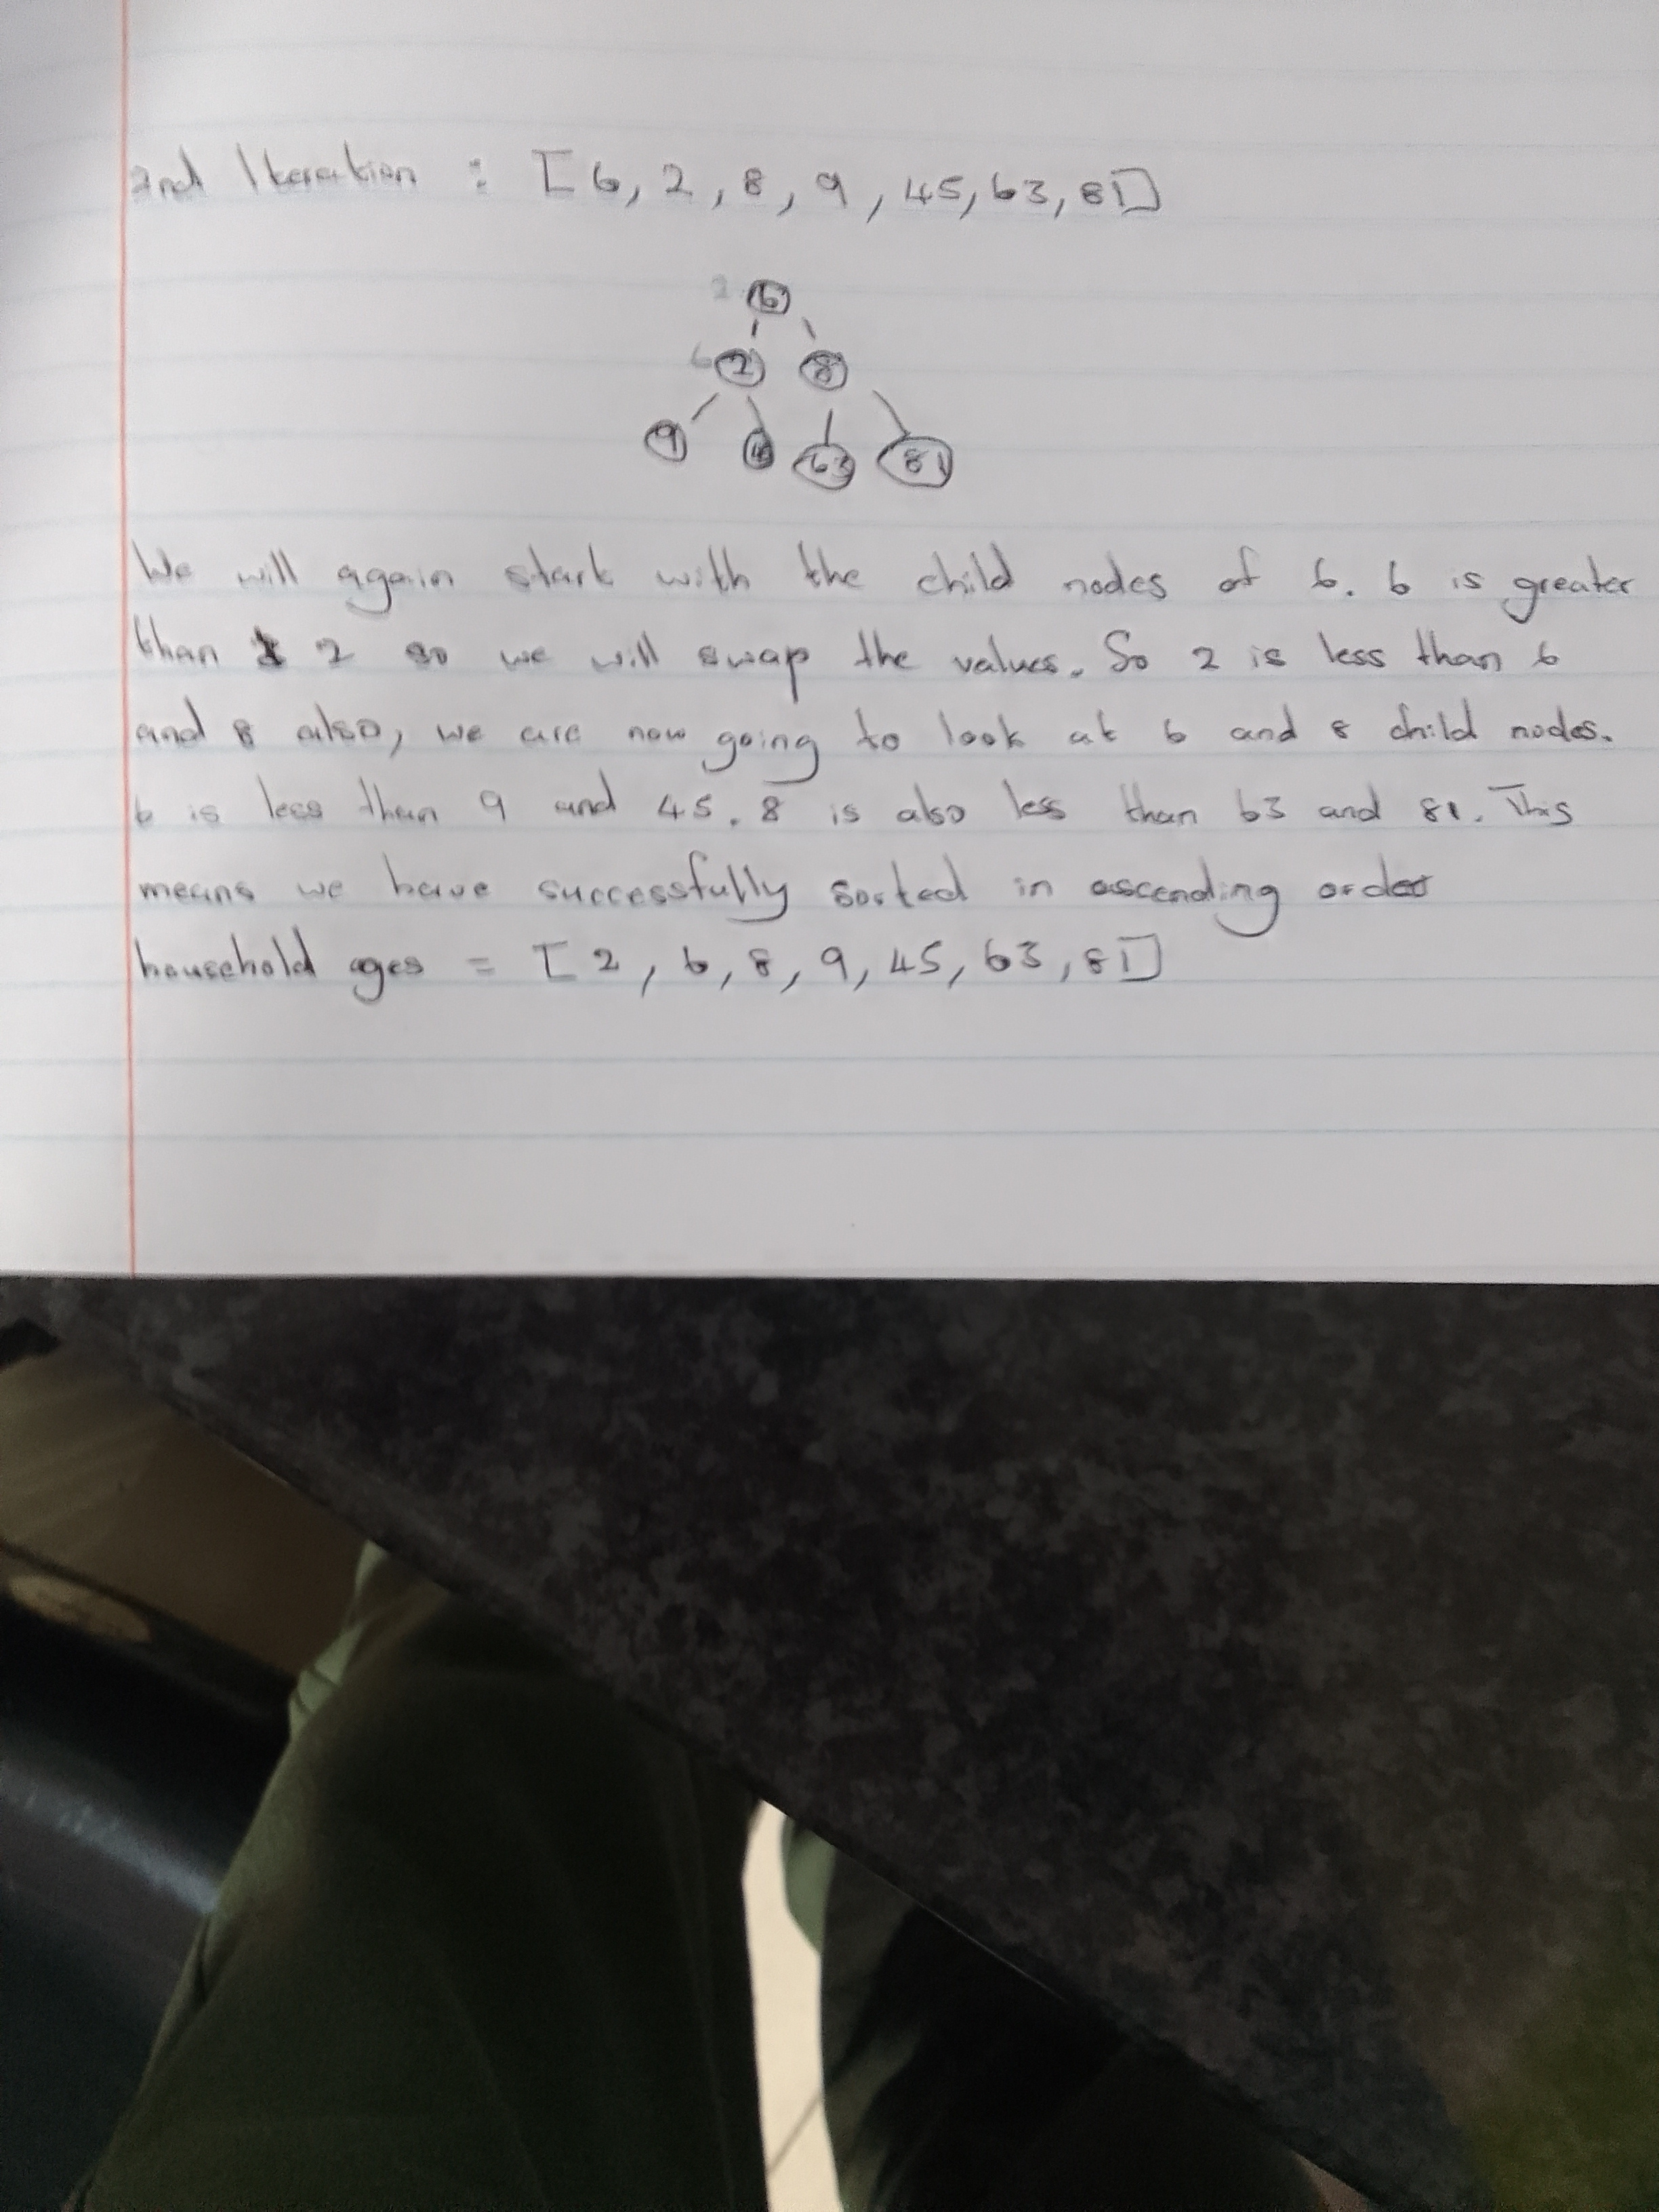 2nd Iteration : [6, 2, 8, 9, 45, 63, 81]
2 6
6 2 8
9 45 63 81
We will again start with the child nodes of 6. 6 is greater
than 2 so we will swap the values. So 2 is less than 6
and 8 also, we are now going to look at 6 and 8 child nodes.
6 is less than 9 and 45. 8 is also less than 63 and 81. This
means we have successfully sorted in ascending order
household ages = [2, 6, 8, 9, 45, 63, 81]